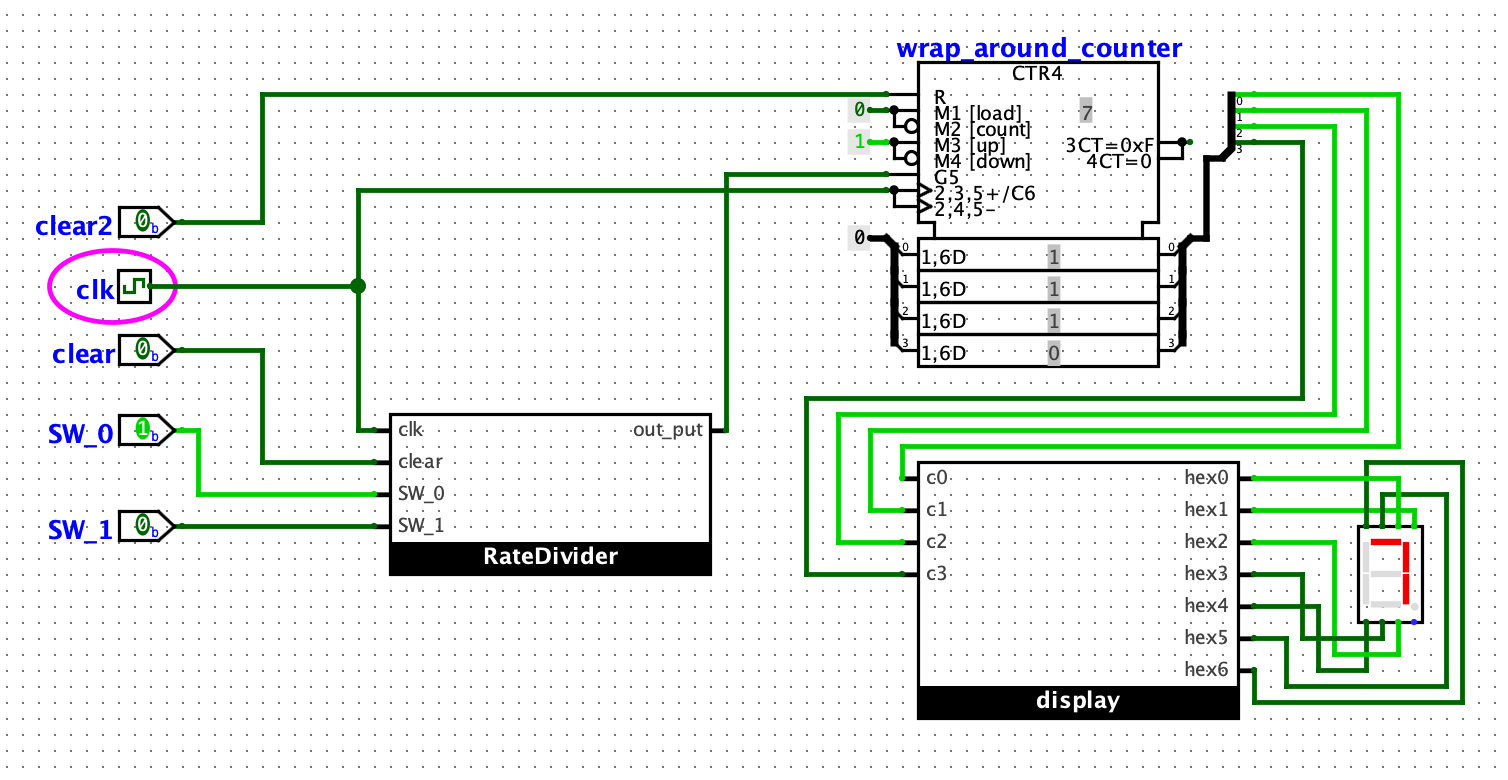 wrap_around_counter
CTR4
R
0 M1 [load] 7
M2 [count]
1 M3 [up] 3CT=0xF
M4 [down] 4CT=0
G5
2,3,5+/C6
2,4,5-
0
1
2
3
clear2 0b
clk
clear 0b
SW_0 1b
SW_1 0b
0
0 1,6D 1 0
1 1,6D 1 1
2 1,6D 1 2
3 1,6D 0 3
clk out_put
clear
SW_0
SW_1
RateDivider
c0 hex0
c1 hex1
c2 hex2
c3 hex3
hex4
hex5
hex6
display
7